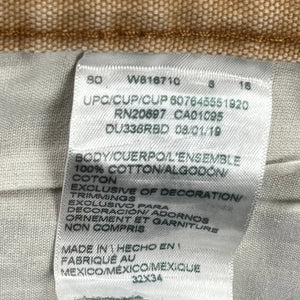 SO W816710 8 16
UPC/CUP/CUP 607645551920
RN20697 CA01095
DU336RBD 08/01/19
BODY/CUERPO/L'ENSEMBLE
100% COTTON/ALGODÓN/
COTON
EXCLUSIVE OF DECORATION/
TRIMMINGS
EXCLUSIVO PARA
DECORACIÓN/ ADORNOS
ORNEMENT ET GARNITURE
NON COMPRIS
MADE IN \ HECHO EN \
FABRIQUÉ AU
MEXICO/MÉXICO/MEXIQUE
32X34